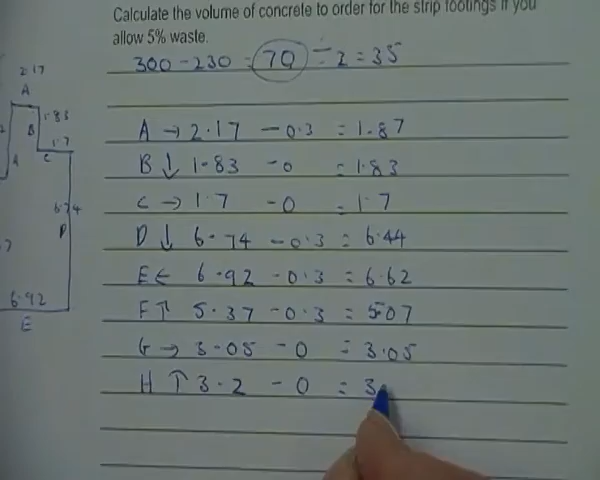 Calculate the volume of concrete to order for the strip footings if you
allow 5% waste.
300 - 230 = 70 ÷ 2 = 35
2.17
A
1.83
B
1.7
C
A
6.74
D
6.92
E
A → 2.17 - 0.3 = 1.87
B ↓ 1.83 - 0 = 1.83
C → 1.7 - 0 = 1.7
D ↓ 6.74 - 0.3 = 6.44
E ← 6.92 - 0.3 = 6.62
F ↑ 5.37 - 0.3 = 5.07
G → 3.05 - 0 = 3.05
H ↑ 3.2 - 0 = 3.